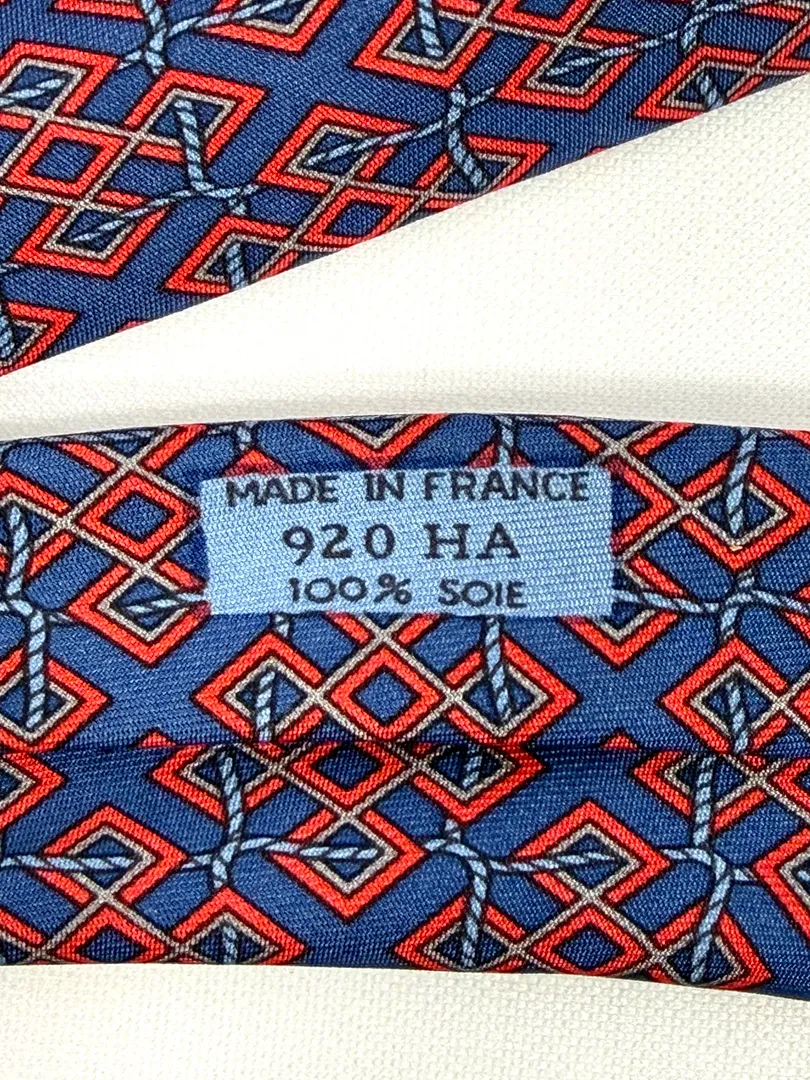 MADE IN FRANCE
920 HA
100% SOIE